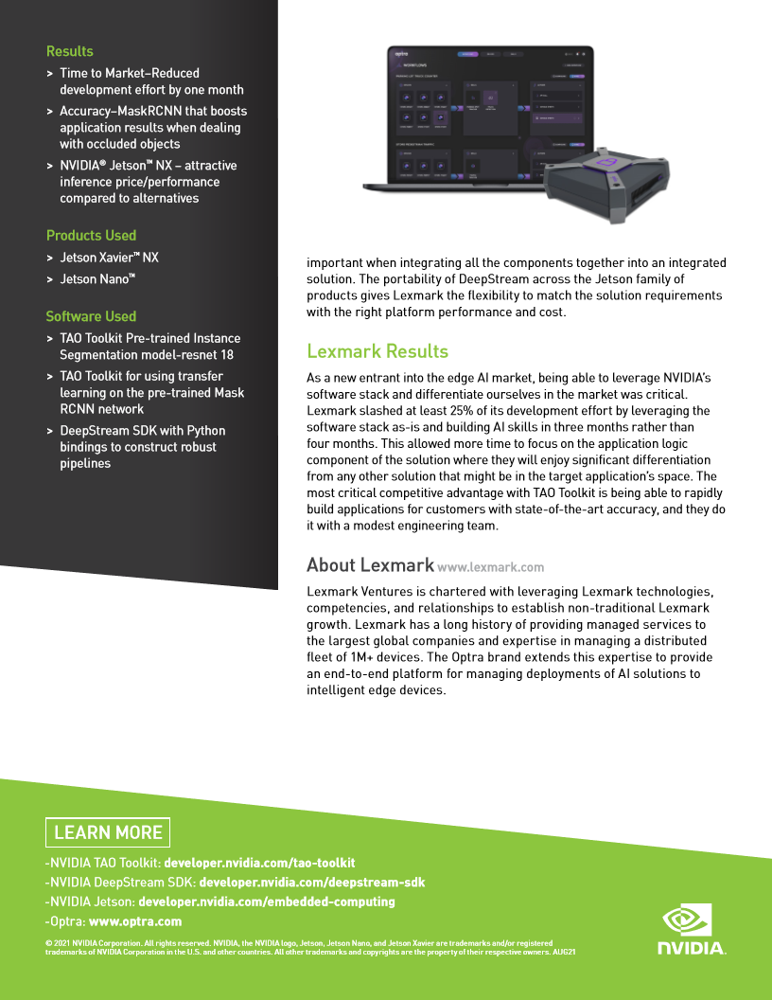 Results
> Time to Market–Reduced
development effort by one month
> Accuracy–MaskRCNN that boosts
application results when dealing
with occluded objects
> NVIDIA® Jetson™ NX – attractive
inference price/performance
compared to alternatives
Products Used
> Jetson Xavier™ NX
> Jetson Nano™
Software Used
> TAO Toolkit Pre-trained Instance
Segmentation model-resnet 18
> TAO Toolkit for using transfer
learning on the pre-trained Mask
RCNN network
> DeepStream SDK with Python
bindings to construct robust
pipelines
optra
WORKFLOWS
important when integrating all the components together into an integrated
solution. The portability of DeepStream across the Jetson family of
products gives Lexmark the flexibility to match the solution requirements
with the right platform performance and cost.
Lexmark Results
As a new entrant into the edge AI market, being able to leverage NVIDIA’s
software stack and differentiate ourselves in the market was critical.
Lexmark slashed at least 25% of its development effort by leveraging the
software stack as-is and building AI skills in three months rather than
four months. This allowed more time to focus on the application logic
component of the solution where they will enjoy significant differentiation
from any other solution that might be in the target application’s space. The
most critical competitive advantage with TAO Toolkit is being able to rapidly
build applications for customers with state-of-the-art accuracy, and they do
it with a modest engineering team.
About Lexmark www.lexmark.com
Lexmark Ventures is chartered with leveraging Lexmark technologies,
competencies, and relationships to establish non-traditional Lexmark
growth. Lexmark has a long history of providing managed services to
the largest global companies and expertise in managing a distributed
fleet of 1M+ devices. The Optra brand extends this expertise to provide
an end-to-end platform for managing deployments of AI solutions to
intelligent edge devices.
LEARN MORE
-NVIDIA TAO Toolkit: developer.nvidia.com/tao-toolkit
-NVIDIA DeepStream SDK: developer.nvidia.com/deepstream-sdk
-NVIDIA Jetson: developer.nvidia.com/embedded-computing
-Optra: www.optra.com
© 2021 NVIDIA Corporation. All rights reserved. NVIDIA, the NVIDIA logo, Jetson, Jetson Nano, and Jetson Xavier are trademarks and/or registered
trademarks of NVIDIA Corporation in the U.S. and other countries. All other trademarks and copyrights are the property of their respective owners. AUG21
NVIDIA.